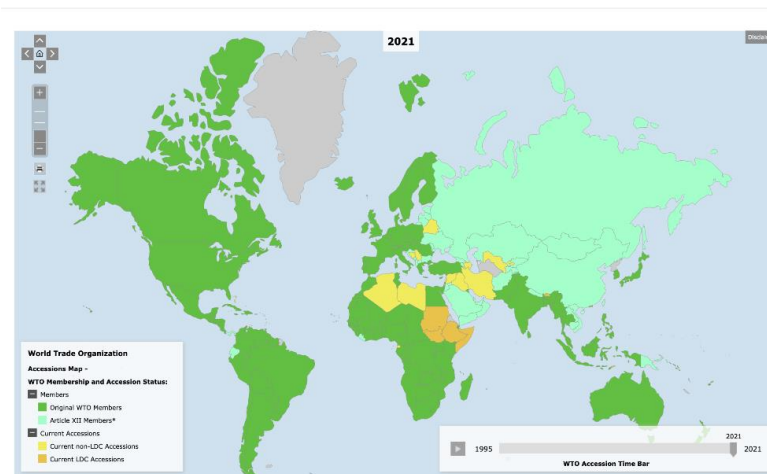 2021
World Trade Organization
Accessions Map -
WTO Membership and Accession Status:
Members
Original WTO Members
Article XII Members*
Current Accessions
Current non-LDC Accessions
Current LDC Accessions
2021
1995
2021
WTO Accession Time Bar